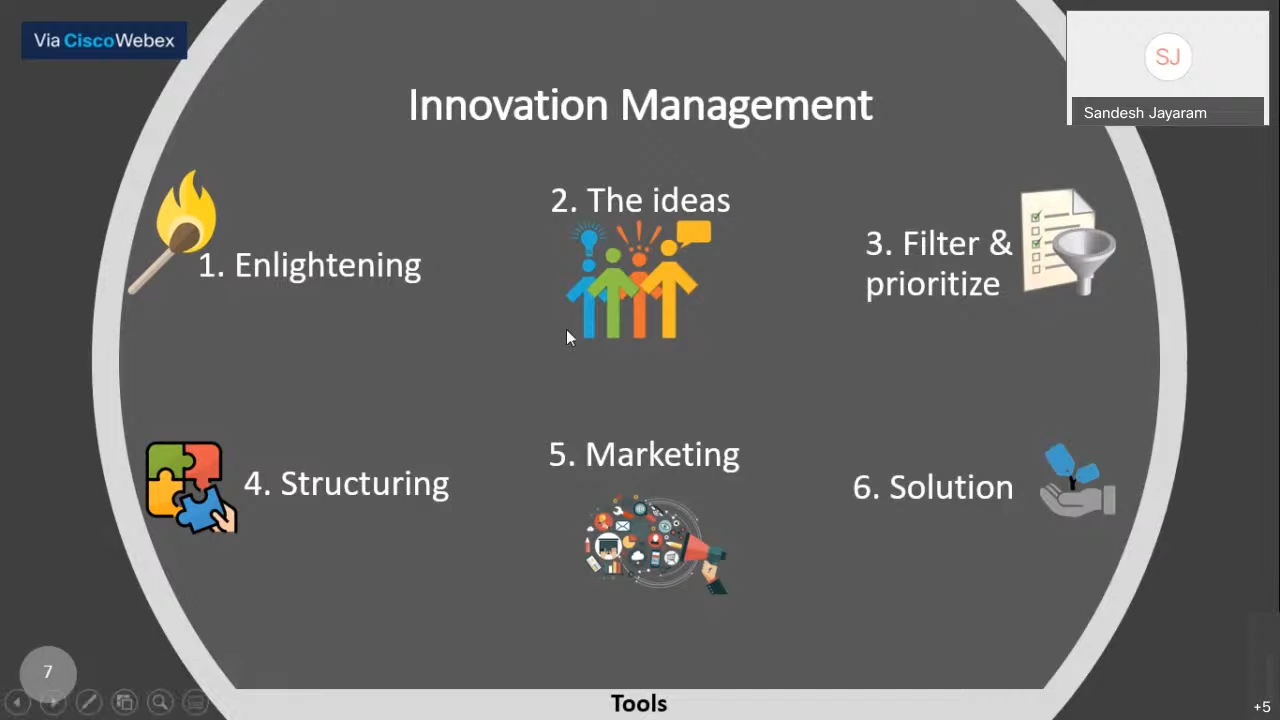 Via CiscoWebex
SJ
Sandesh Jayaram
Innovation Management
1. Enlightening
2. The ideas
3. Filter &
prioritize
4. Structuring
5. Marketing
6. Solution
7
Tools
+5